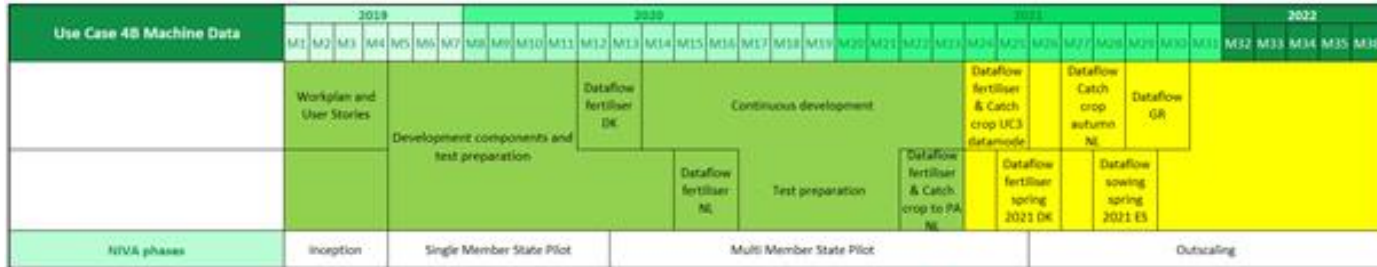 Use Case 4B Machine Data
2019 2020 2021 2022
M1 M2 M3 M4 M5 M6 M7 M8 M9 M10 M11 M12 M13 M14 M15 M16 M17 M18 M19 M20 M21 M22 M23 M24 M25 M26 M27 M28 M29 M30 M31 M32 M33 M34 M35 M36
Workplan and
User Stories
Development components and
test preparation
Dataflow
fertiliser
DK
Continuous development
Dataflow
fertiliser
& Catch
crop UC3
datamode
Dataflow
Catch
crop
autumn
NL
Dataflow
GR
Dataflow
fertiliser
NL
Test preparation
Dataflow
fertiliser
& Catch
crop to PA
NL
Dataflow
fertiliser
spring
2021 DK
Dataflow
sowing
spring
2021 ES
NIVA phases
Inception
Single Member State Pilot
Multi Member State Pilot
Outscaling